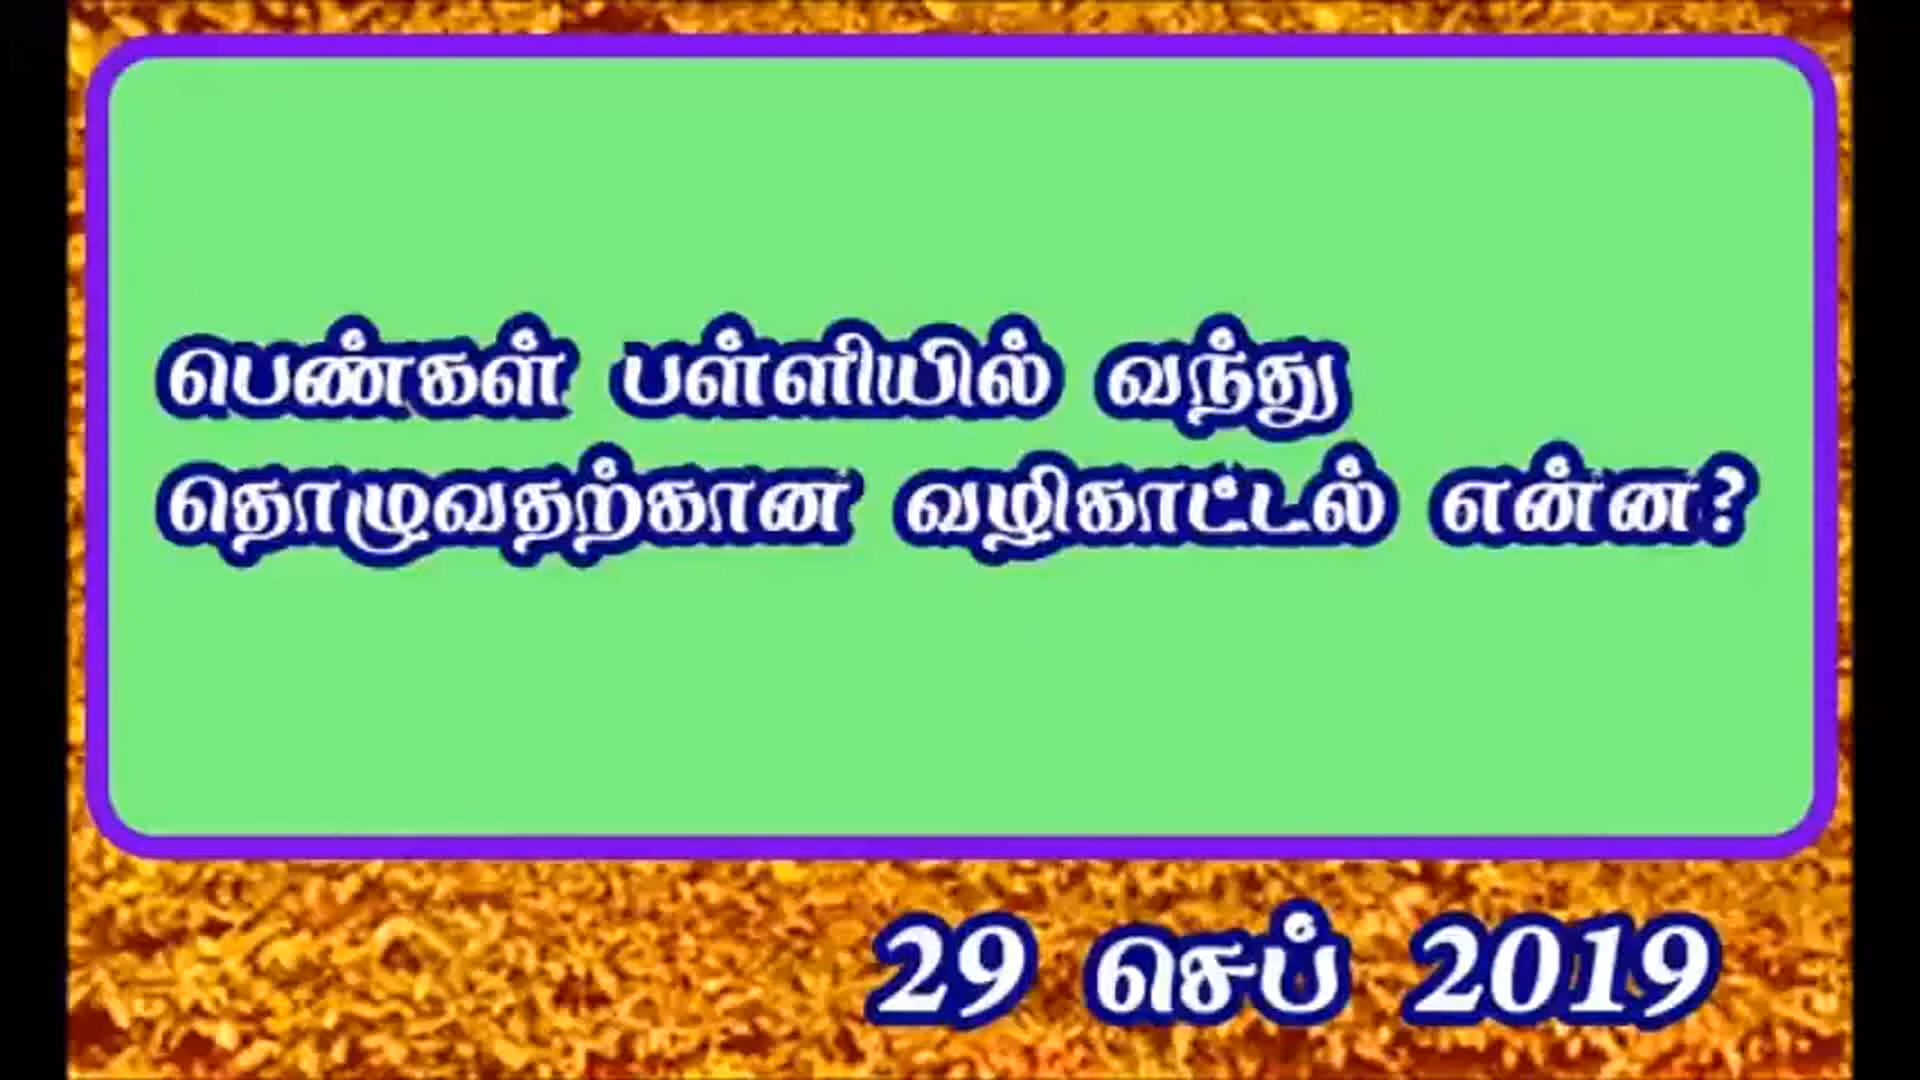 பெண்கள் பள்ளியில் வந்து
தொழுவதற்கான வழிகாட்டல் என்ன?
29 செப் 2019